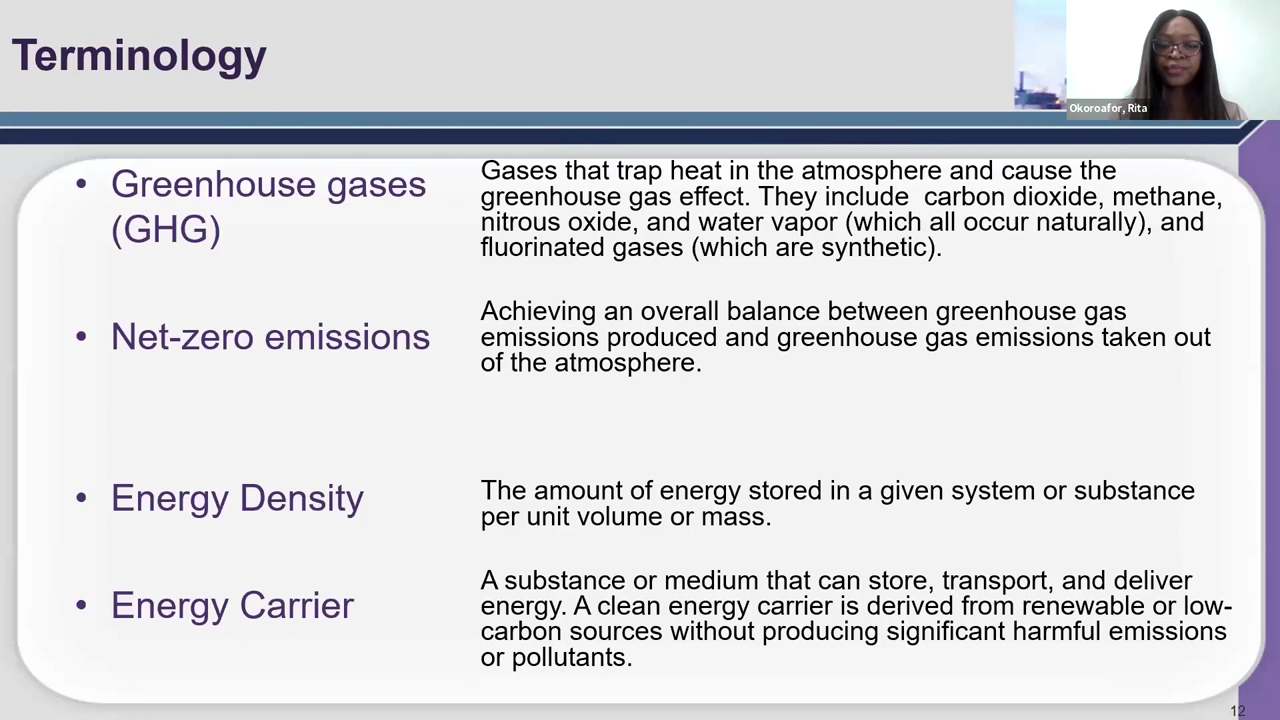 Terminology
Okoroafor, Rita
• Greenhouse gases
(GHG)
Gases that trap heat in the atmosphere and cause the
greenhouse gas effect. They include  carbon dioxide, methane,
nitrous oxide, and water vapor (which all occur naturally), and
fluorinated gases (which are synthetic).
• Net-zero emissions
Achieving an overall balance between greenhouse gas
emissions produced and greenhouse gas emissions taken out
of the atmosphere.
• Energy Density
The amount of energy stored in a given system or substance
per unit volume or mass.
• Energy Carrier
A substance or medium that can store, transport, and deliver
energy. A clean energy carrier is derived from renewable or low-
carbon sources without producing significant harmful emissions
or pollutants.
12